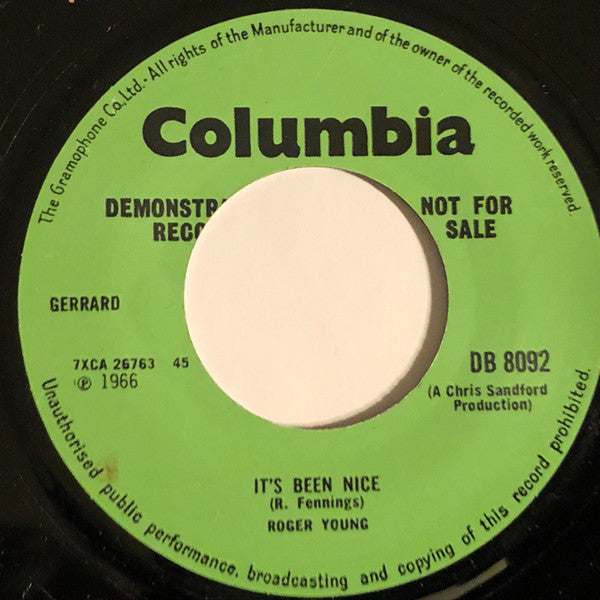 The Gramophone Co., Ltd. · All rights of the Manufacturer and of the owner of the recorded work reserved.
Columbia
DEMONSTR NOT FOR
REC SALE
GERRARD
7XCA 26763 45 DB 8092
℗ 1966 (A Chris Sandford
Production)
IT'S BEEN NICE
(R. Fennings)
ROGER YOUNG
Unauthorised public performance, broadcasting and copying of this record prohibited.